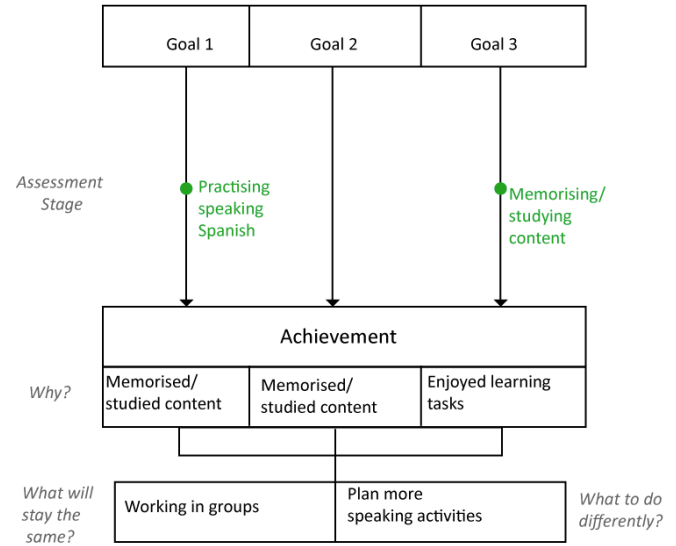 Goal 1
Goal 2
Goal 3
Assessment
Stage
Practising
speaking
Spanish
Memorising/
studying
content
Achievement
Why?
Memorised/
studied content
Memorised/
studied content
Enjoyed learning
tasks
What will
stay the
same?
Working in groups
Plan more
speaking activities
What to do
differently?